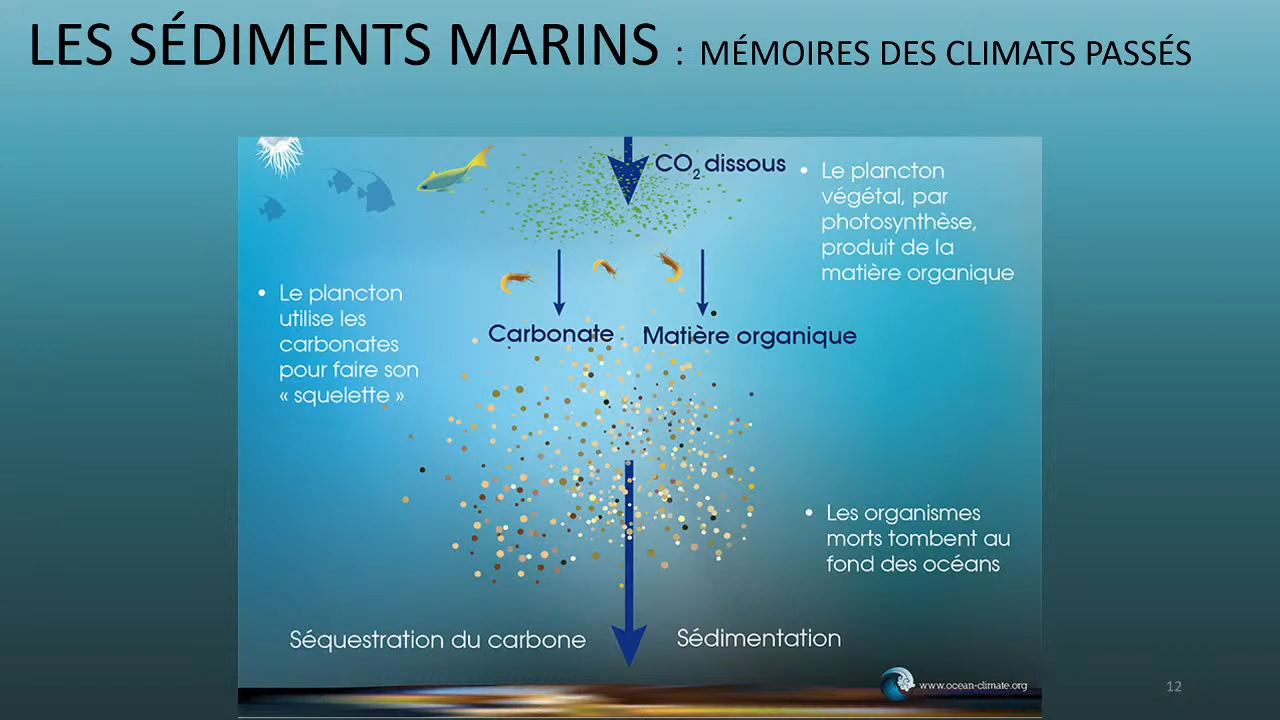 LES SÉDIMENTS MARINS : MÉMOIRES DES CLIMATS PASSÉS
CO2 dissous
• Le plancton
végétal, par
photosynthèse,
produit de la
matière organique
• Le plancton
utilise les
carbonates
pour faire son
« squelette »
Carbonate
Matière organique
• Les organismes
morts tombent au
fond des océans
Séquestration du carbone
Sédimentation
www.ocean-climate.org
12